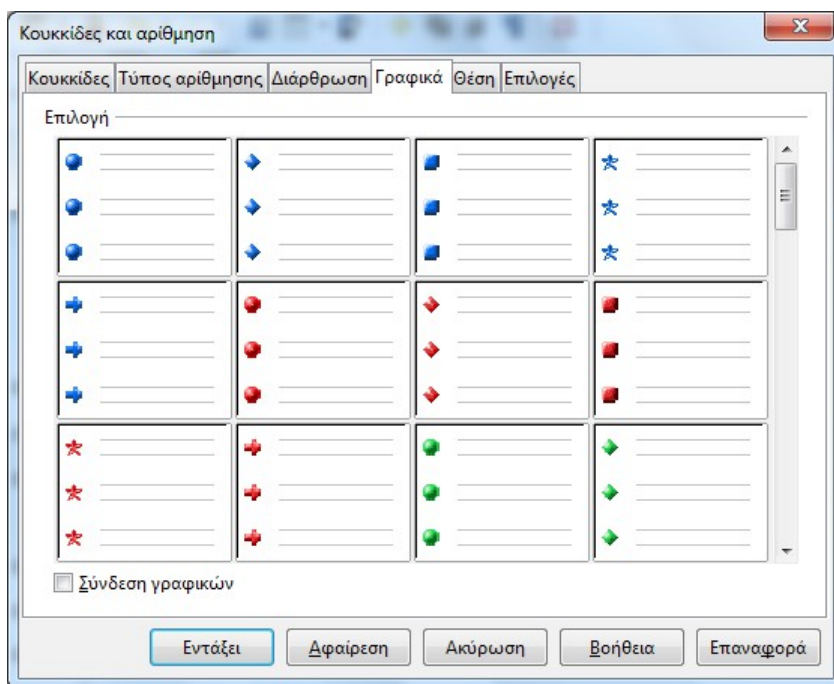 Κουκκίδες και αρίθμηση
Κουκκίδες Τύπος αρίθμησης Διάρθρωση Γραφικά Θέση Επιλογές
Επιλογή
Σύνδεση γραφικών
Εντάξει Αφαίρεση Ακύρωση Βοήθεια Επαναφορά